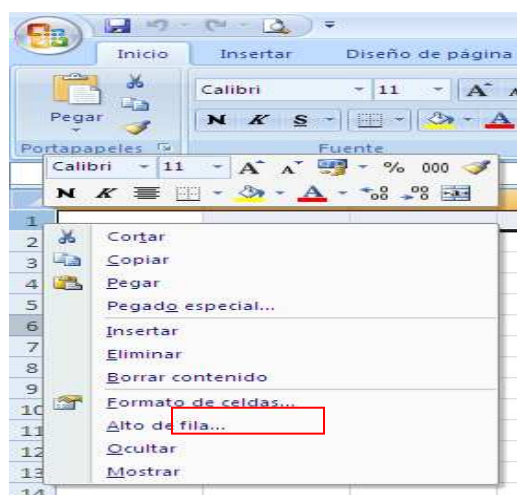 Inicio Insertar Diseño de página
Calibri 11 A A
Pegar
N K S A
Portapapeles Fuente
Calibri 11 A A % 000
N K A
1
2 Cortar
3 Copiar
4 Pegar
5 Pegado especial...
6 Insertar
7 Eliminar
8 Borrar contenido
9
10 Formato de celdas...
11 Alto de fila...
12 Ocultar
13 Mostrar
14